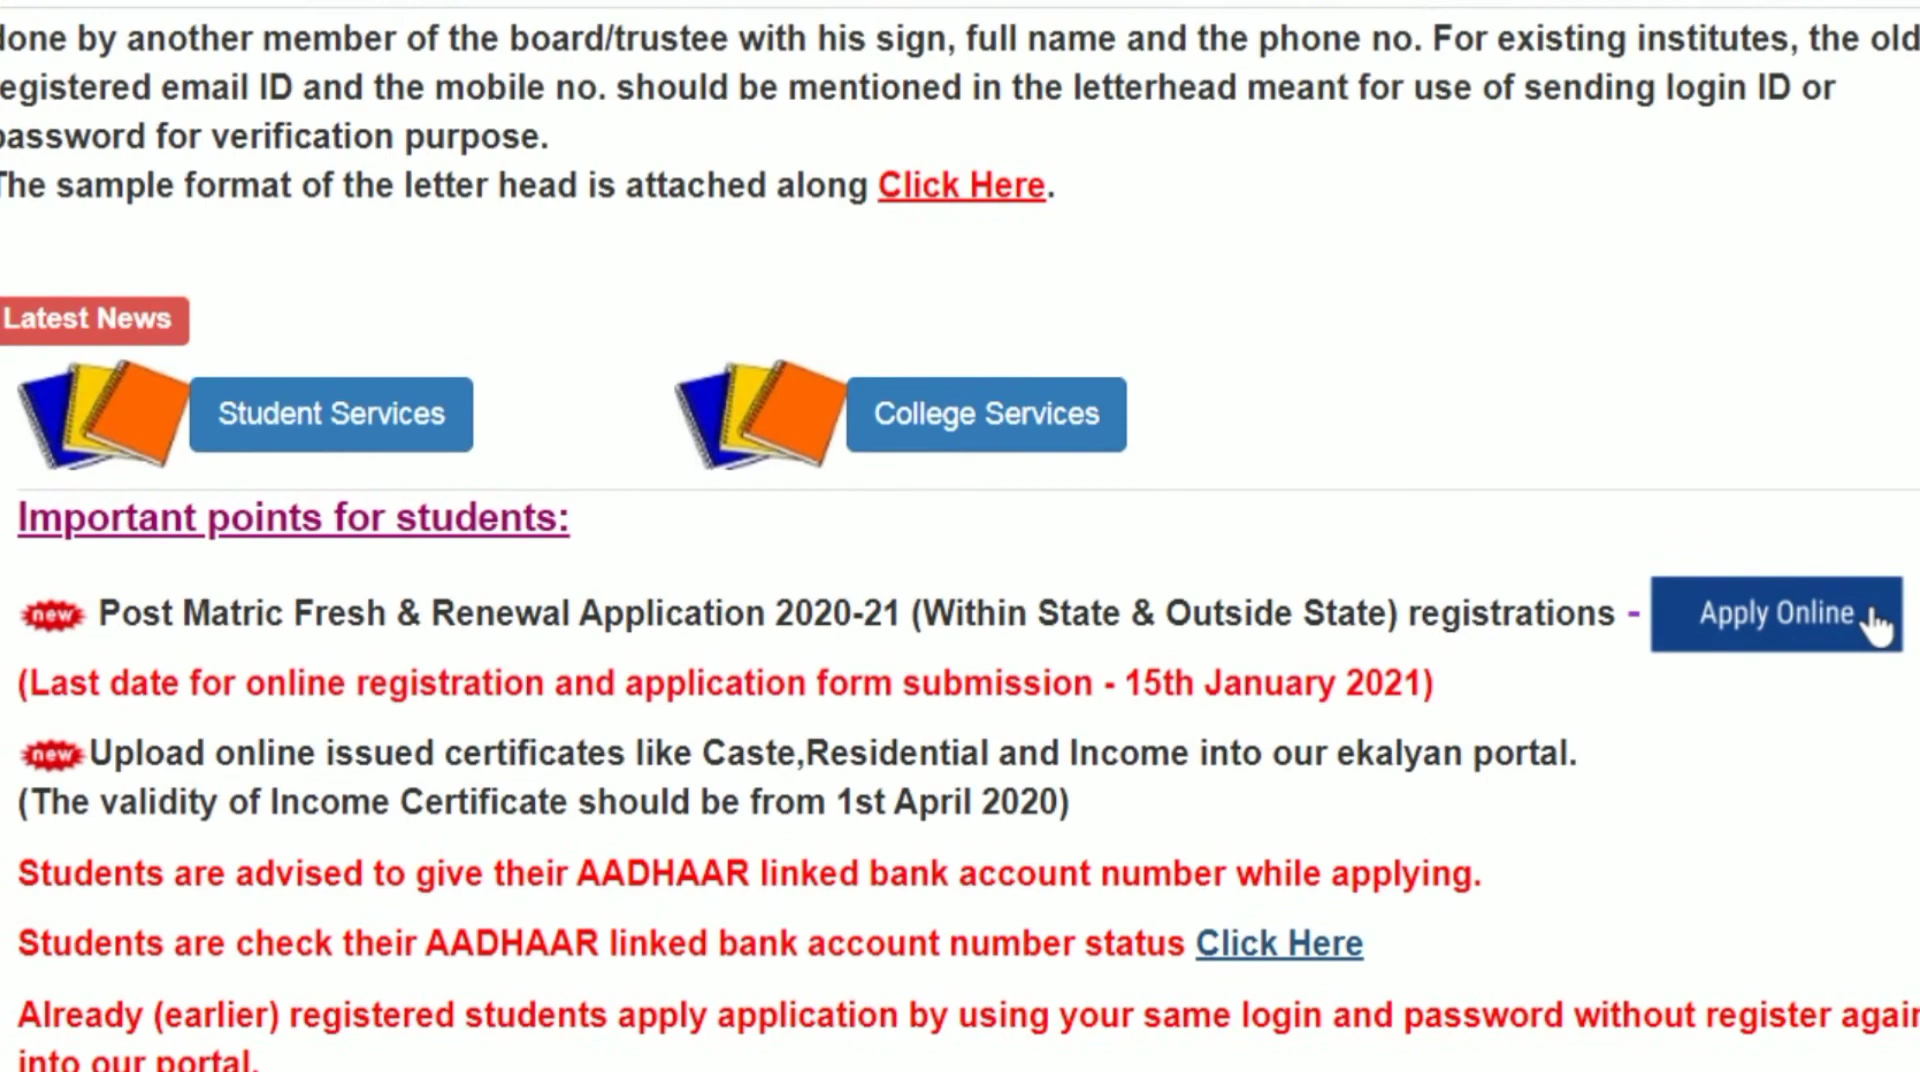 done by another member of the board/trustee with his sign, full name and the phone no. For existing institutes, the old
registered email ID and the mobile no. should be mentioned in the letterhead meant for use of sending login ID or
password for verification purpose.
The sample format of the letter head is attached along Click Here.
Latest News
Student Services
College Services
Important points for students:
new Post Matric Fresh & Renewal Application 2020-21 (Within State & Outside State) registrations - Apply Online
(Last date for online registration and application form submission - 15th January 2021)
new Upload online issued certificates like Caste,Residential and Income into our ekalyan portal.
(The validity of Income Certificate should be from 1st April 2020)
Students are advised to give their AADHAAR linked bank account number while applying.
Students are check their AADHAAR linked bank account number status Click Here
Already (earlier) registered students apply application by using your same login and password without register again
into our portal.